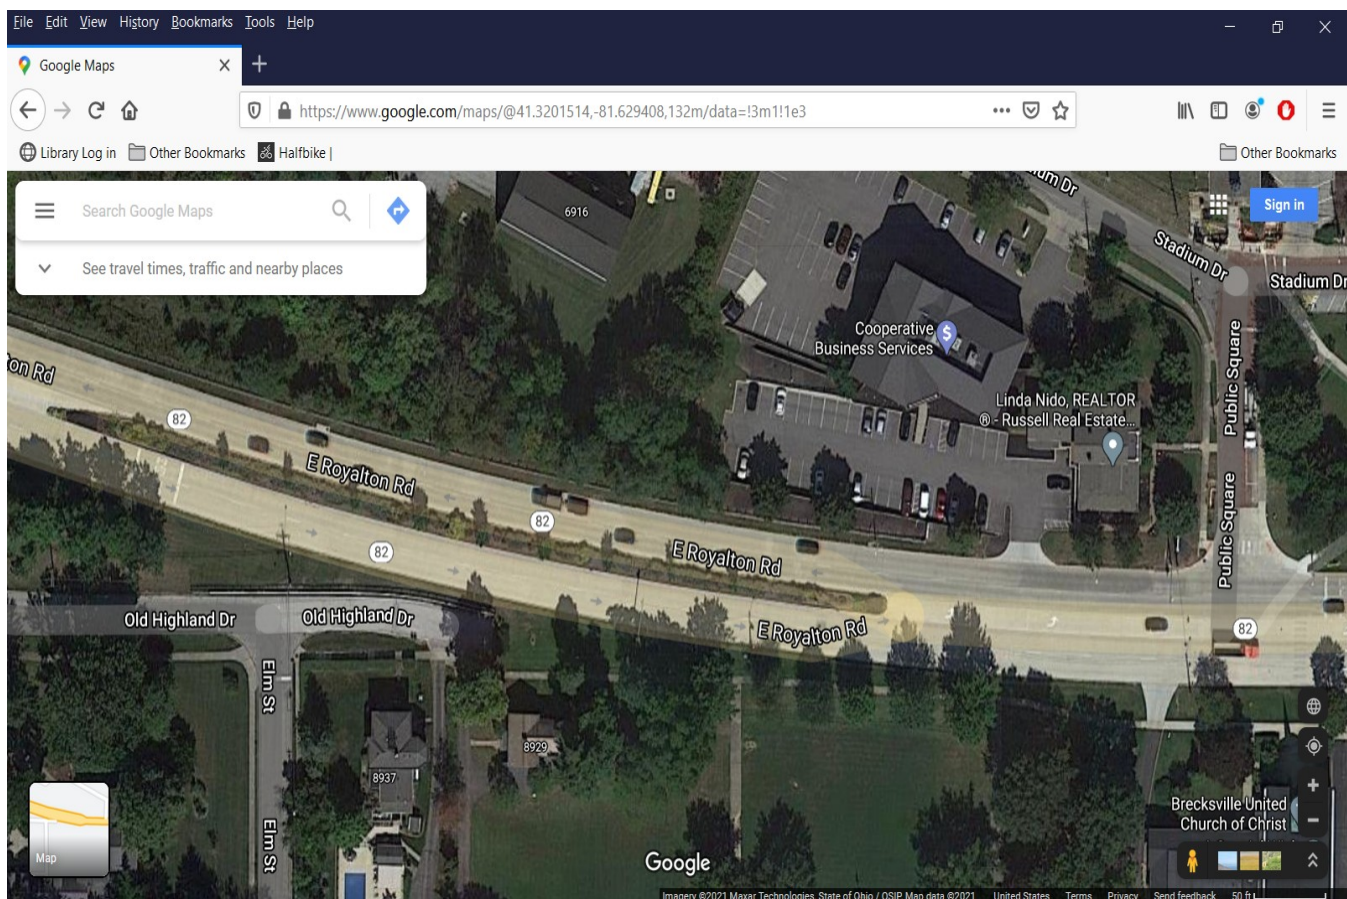 File Edit View History Bookmarks Tools Help
Google Maps
https://www.google.com/maps/@41.3201514,-81.629408,132m/data=!3m1!1e3
Library Log in Other Bookmarks Halfbike |
Other Bookmarks
Search Google Maps
See travel times, traffic and nearby places
Sign in
6916
um Dr
Stadium Dr
Stadium Dr
Cooperative
Business Services
Linda Nido, REALTOR
® - Russell Real Estate...
Public Square
Public Square
on Rd
82
E Royalton Rd
82
82
E Royalton Rd
E Royalton Rd
82
Old Highland Dr
Old Highland Dr
Elm St
8929
8937
Elm St
Brecksville United
Church of Christ
Map
Google
Imagery ©2021 Maxar Technologies, State of Ohio / OSIP, Map data ©2021 United States Terms Privacy Send feedback 50 ft